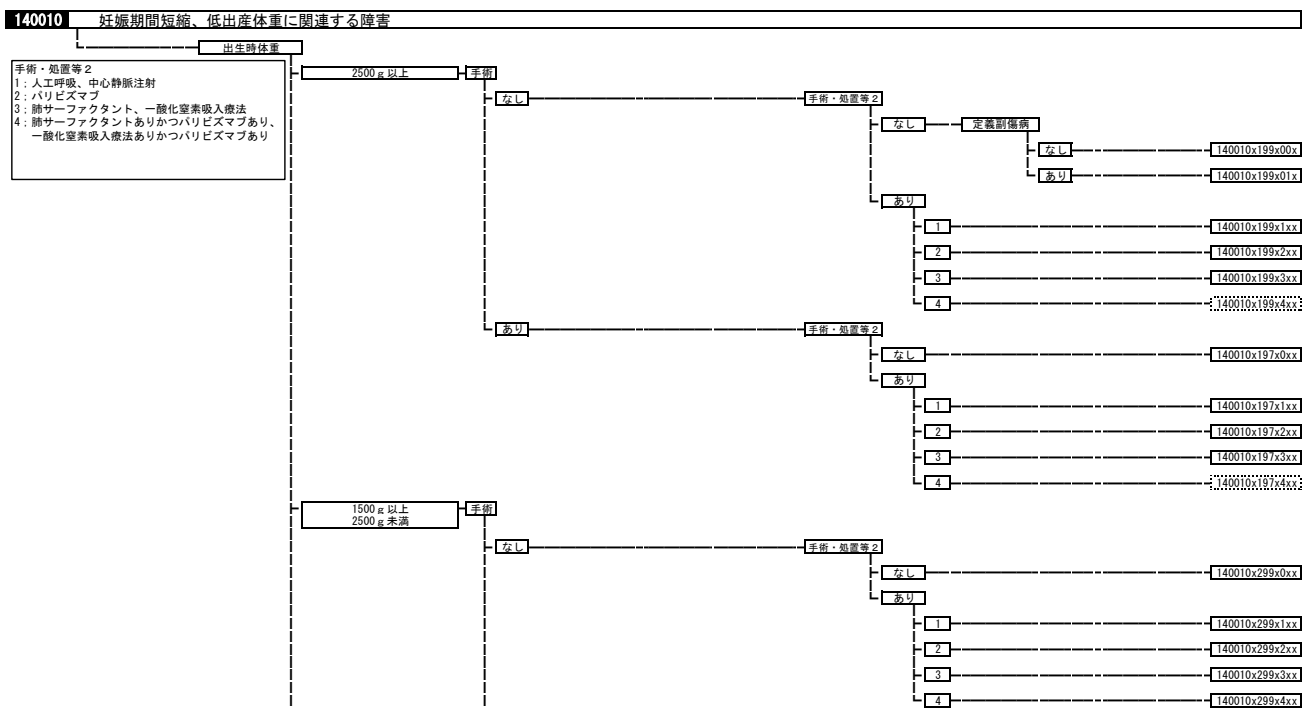 140010 妊娠期間短縮、低出産体重に関連する障害
出生時体重
手術・処置等2
1;人工呼吸、中心静脈注射
2;パリビズマブ
3;肺サーファクタント、一酸化窒素吸入療法
4;肺サーファクタントありかつパリビズマブあり、
一酸化窒素吸入療法ありかつパリビズマブあり
2500g以上 手術
なし 手術・処置等2
なし 定義副傷病
なし 140010x199x00x
あり 140010x199x01x
あり
1 140010x199x1xx
2 140010x199x2xx
3 140010x199x3xx
4 140010x199x4xx
あり 手術・処置等2
なし 140010x197x0xx
あり
1 140010x197x1xx
2 140010x197x2xx
3 140010x197x3xx
4 140010x197x4xx
1500g以上 手術
2500g未満
なし 手術・処置等2
なし 140010x299x0xx
あり
1 140010x299x1xx
2 140010x299x2xx
3 140010x299x3xx
4 140010x299x4xx